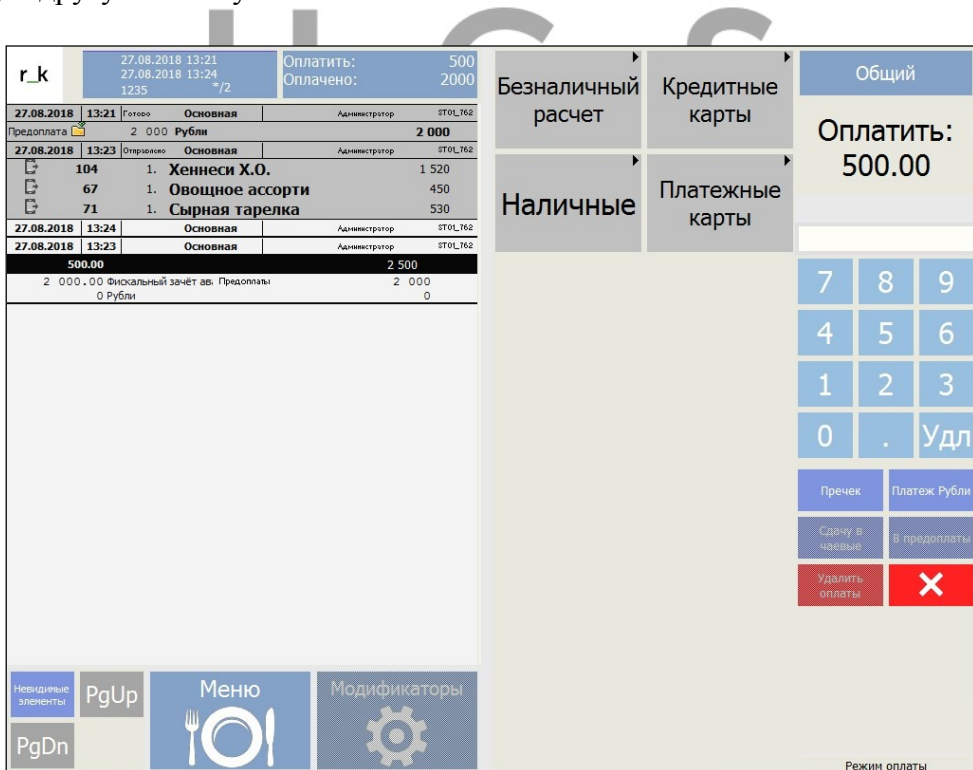 r_k
27.08.2018 13:21
27.08.2018 13:24
1235 */2
Оплатить: 500
Оплачено: 2000
27.08.2018 13:21 Готово Основная Администратор ST01_762
Предоплата 2 000 Рубли 2 000
27.08.2018 13:23 Отправлено Основная Администратор ST01_762
104 1. Хеннеси X.O. 1 520
67 1. Овощное ассорти 450
71 1. Сырная тарелка 530
27.08.2018 13:24 Основная Администратор ST01_762
27.08.2018 13:23 Основная Администратор ST01_762
500.00 2 500
2 000.00 Фискальный зачёт ав. Предоплаты 2 000
0 Рубли 0
Невидимые элементы
PgUp
PgDn
Меню
Модификаторы
Безналичный расчет
Кредитные карты
Наличные
Платежные карты
Общий
Оплатить:
500.00
7 8 9
4 5 6
1 2 3
0 . Удл
Пречек
Платеж Рубли
Сдачу в чаевые
В предоплаты
Удалить оплаты
Режим оплаты